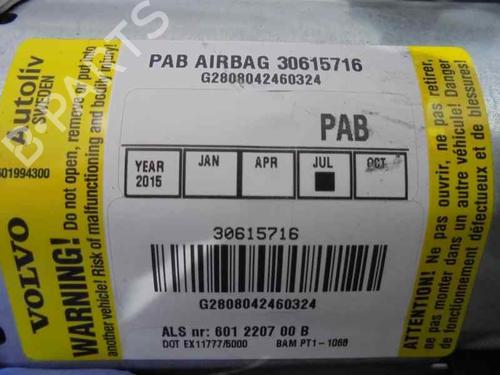 PAB AIRBAG 30615716
G2808042460324
PAB
YEAR 2015
JAN
APR
JUL
OCT
30615716
G2808042460324
ALS nr: 601 2207 00 B
DOT EX11777/5000 BAM PT1-1068
VOLVO
WARNING! Do not open, remove or put into
another vehicle! Risk of malfunctioning and body injury!
Autoliv
SWEDEN
601994300
Ne pas ouvrir, ne pas retirer,
ne pas monter dans un autre véhicule! Danger
de fonctionnement défectueux et de blessures!
B-PARTS